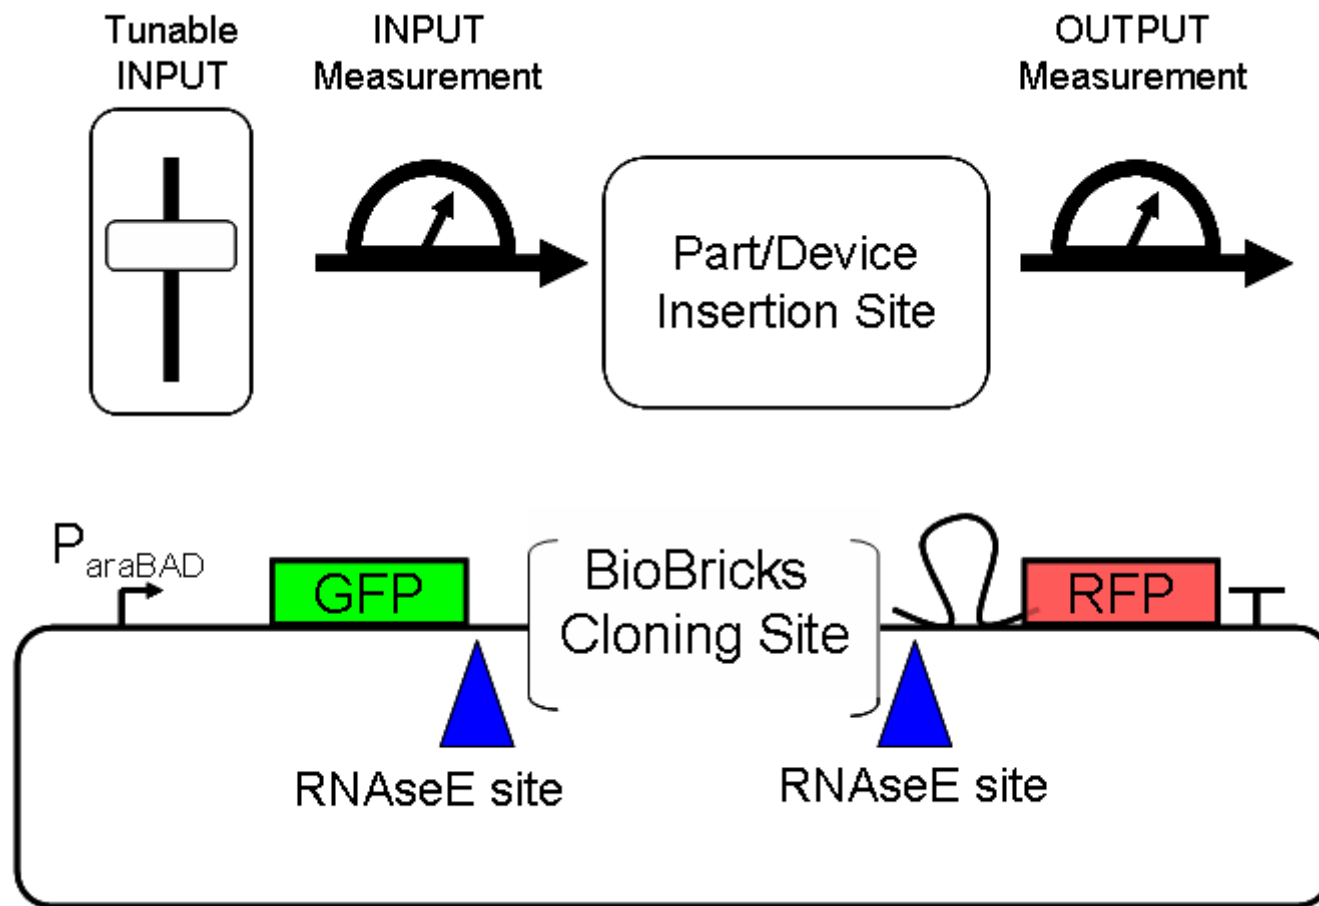 Tunable
INPUT
INPUT
Measurement
OUTPUT
Measurement
Part/Device
Insertion Site
ParaBAD
GFP
BioBricks
Cloning Site
RFP
RNAseE site
RNAseE site